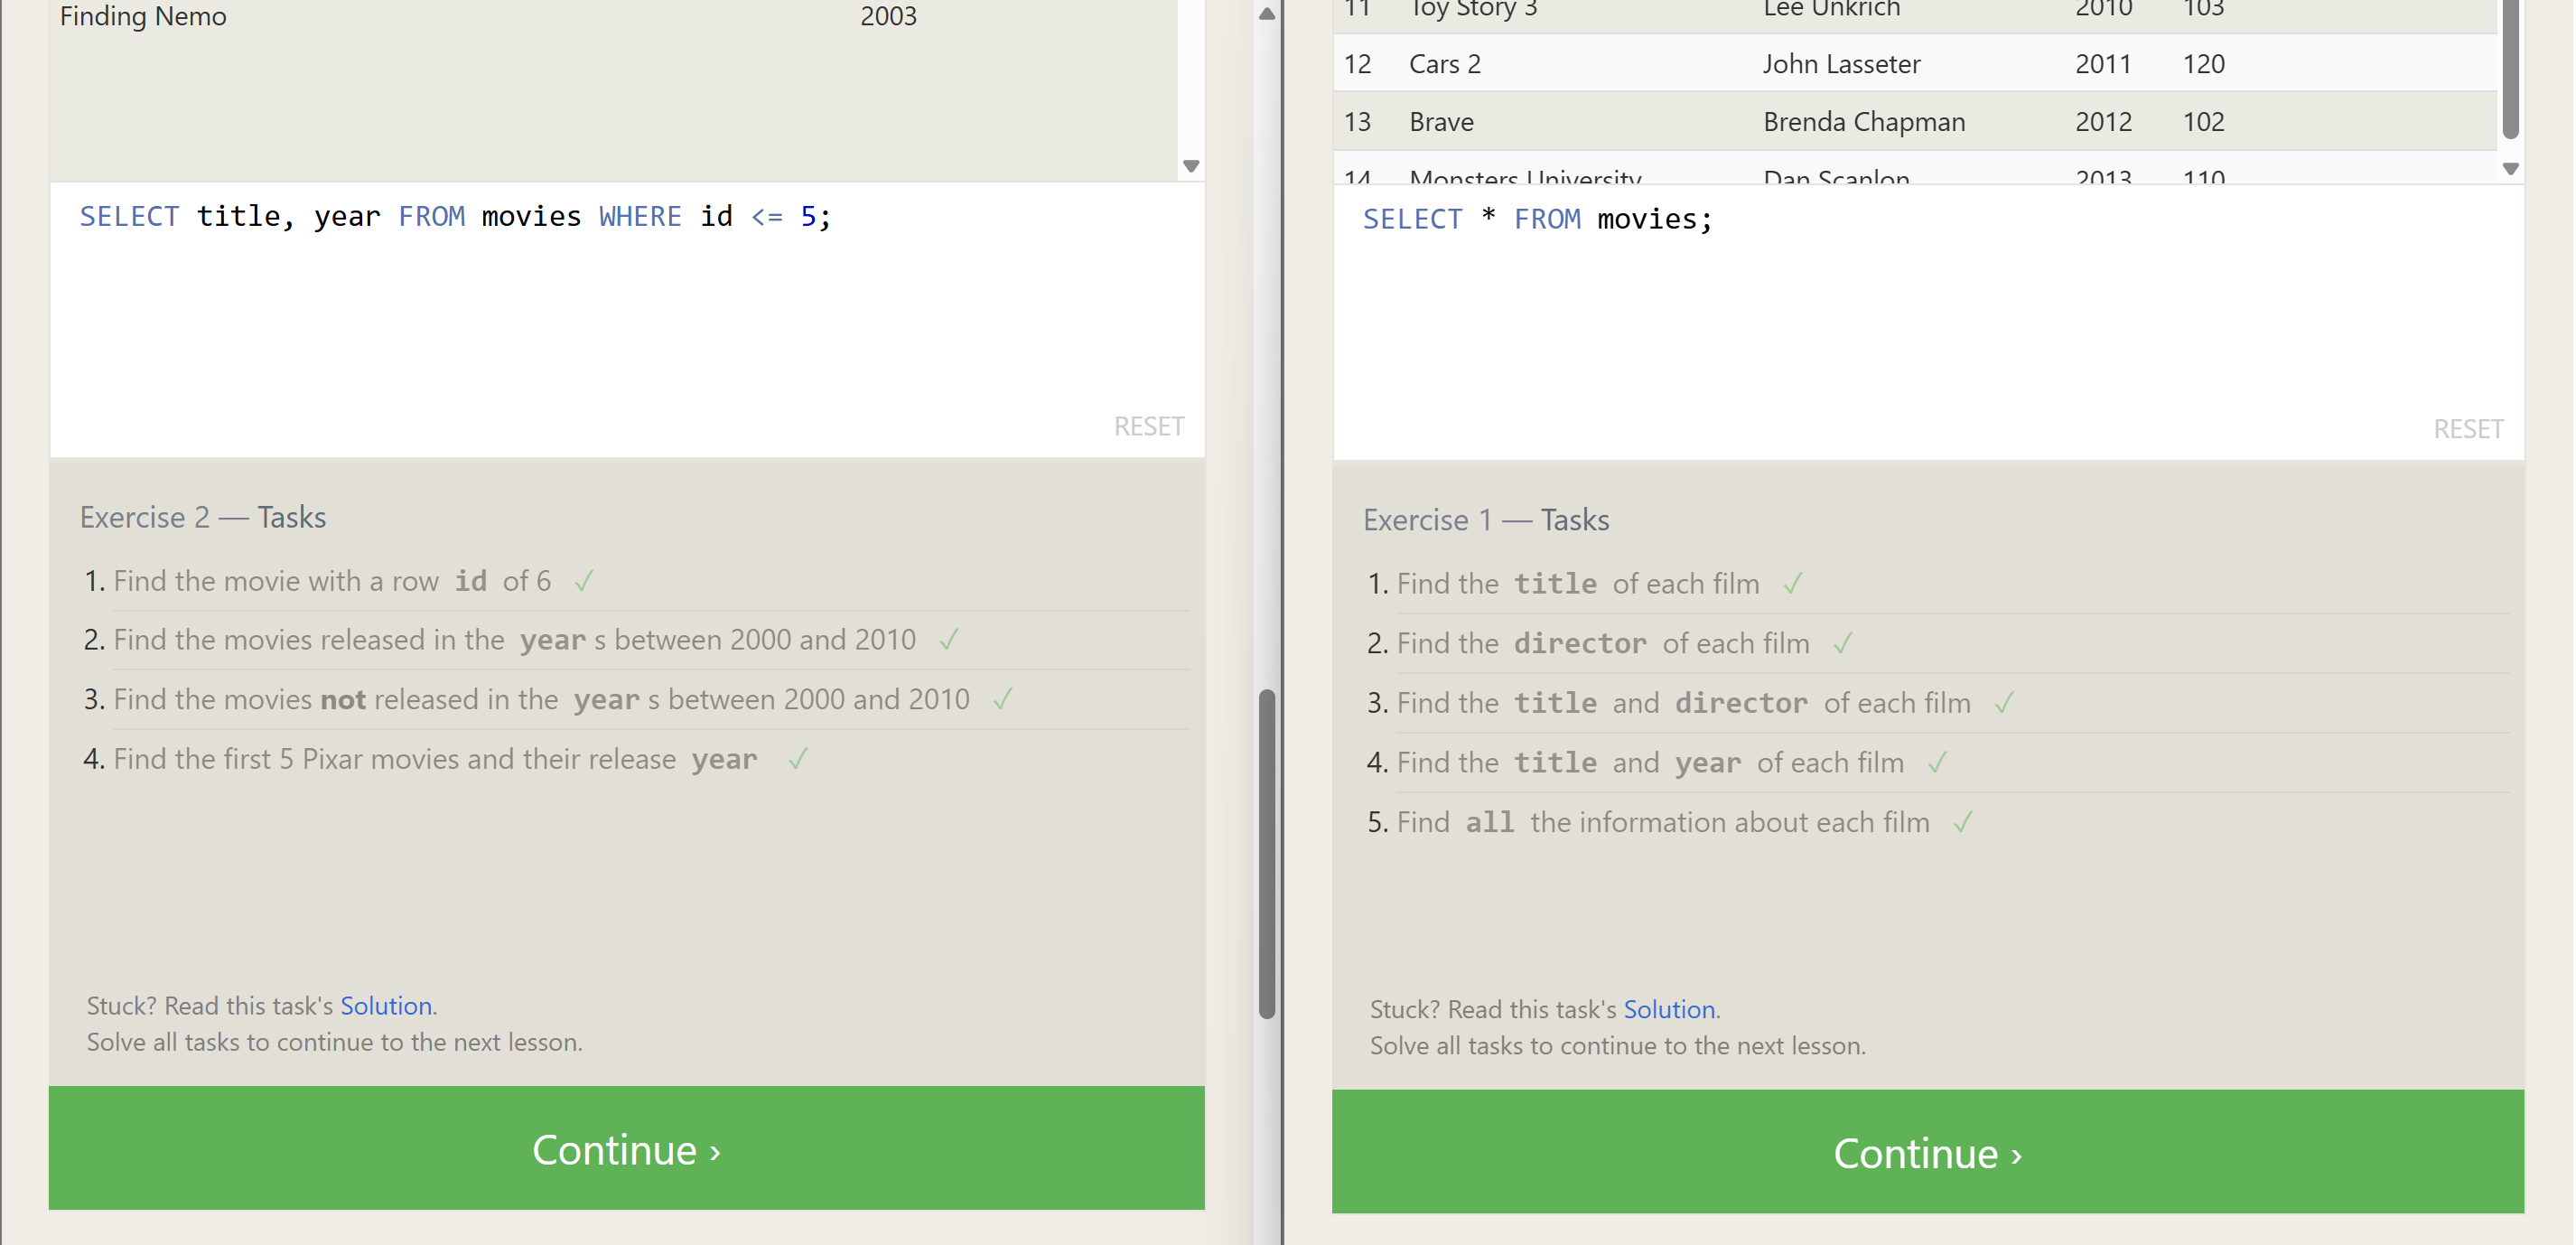 Finding Nemo 2003
SELECT title, year FROM movies WHERE id <= 5;
RESET
Exercise 2 — Tasks
1. Find the movie with a row id of 6 ✓
2. Find the movies released in the year s between 2000 and 2010 ✓
3. Find the movies not released in the year s between 2000 and 2010 ✓
4. Find the first 5 Pixar movies and their release year ✓
Stuck? Read this task's Solution.
Solve all tasks to continue to the next lesson.
Continue ›
11 Toy Story 3 Lee Unkrich 2010 103
12 Cars 2 John Lasseter 2011 120
13 Brave Brenda Chapman 2012 102
14 Monsters University Dan Scanlon 2013 110
SELECT * FROM movies;
RESET
Exercise 1 — Tasks
1. Find the title of each film ✓
2. Find the director of each film ✓
3. Find the title and director of each film ✓
4. Find the title and year of each film ✓
5. Find all the information about each film ✓
Stuck? Read this task's Solution.
Solve all tasks to continue to the next lesson.
Continue ›